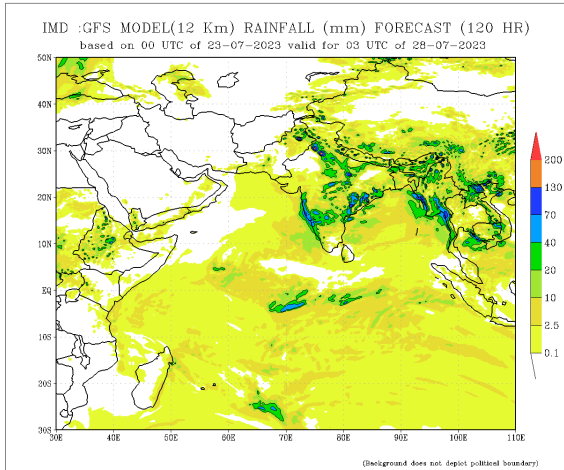 IMD :GFS MODEL(12 Km) RAINFALL (mm) FORECAST (120 HR)
based on 00 UTC of 23-07-2023 valid for 03 UTC of 28-07-2023
50N
40N
30N
20N
10N
EQ
10S
20S
30S
30E 40E 50E 60E 70E 80E 90E 100E 110E
200
130
70
40
20
10
2.5
0.1
(Background does not depict political boundary)